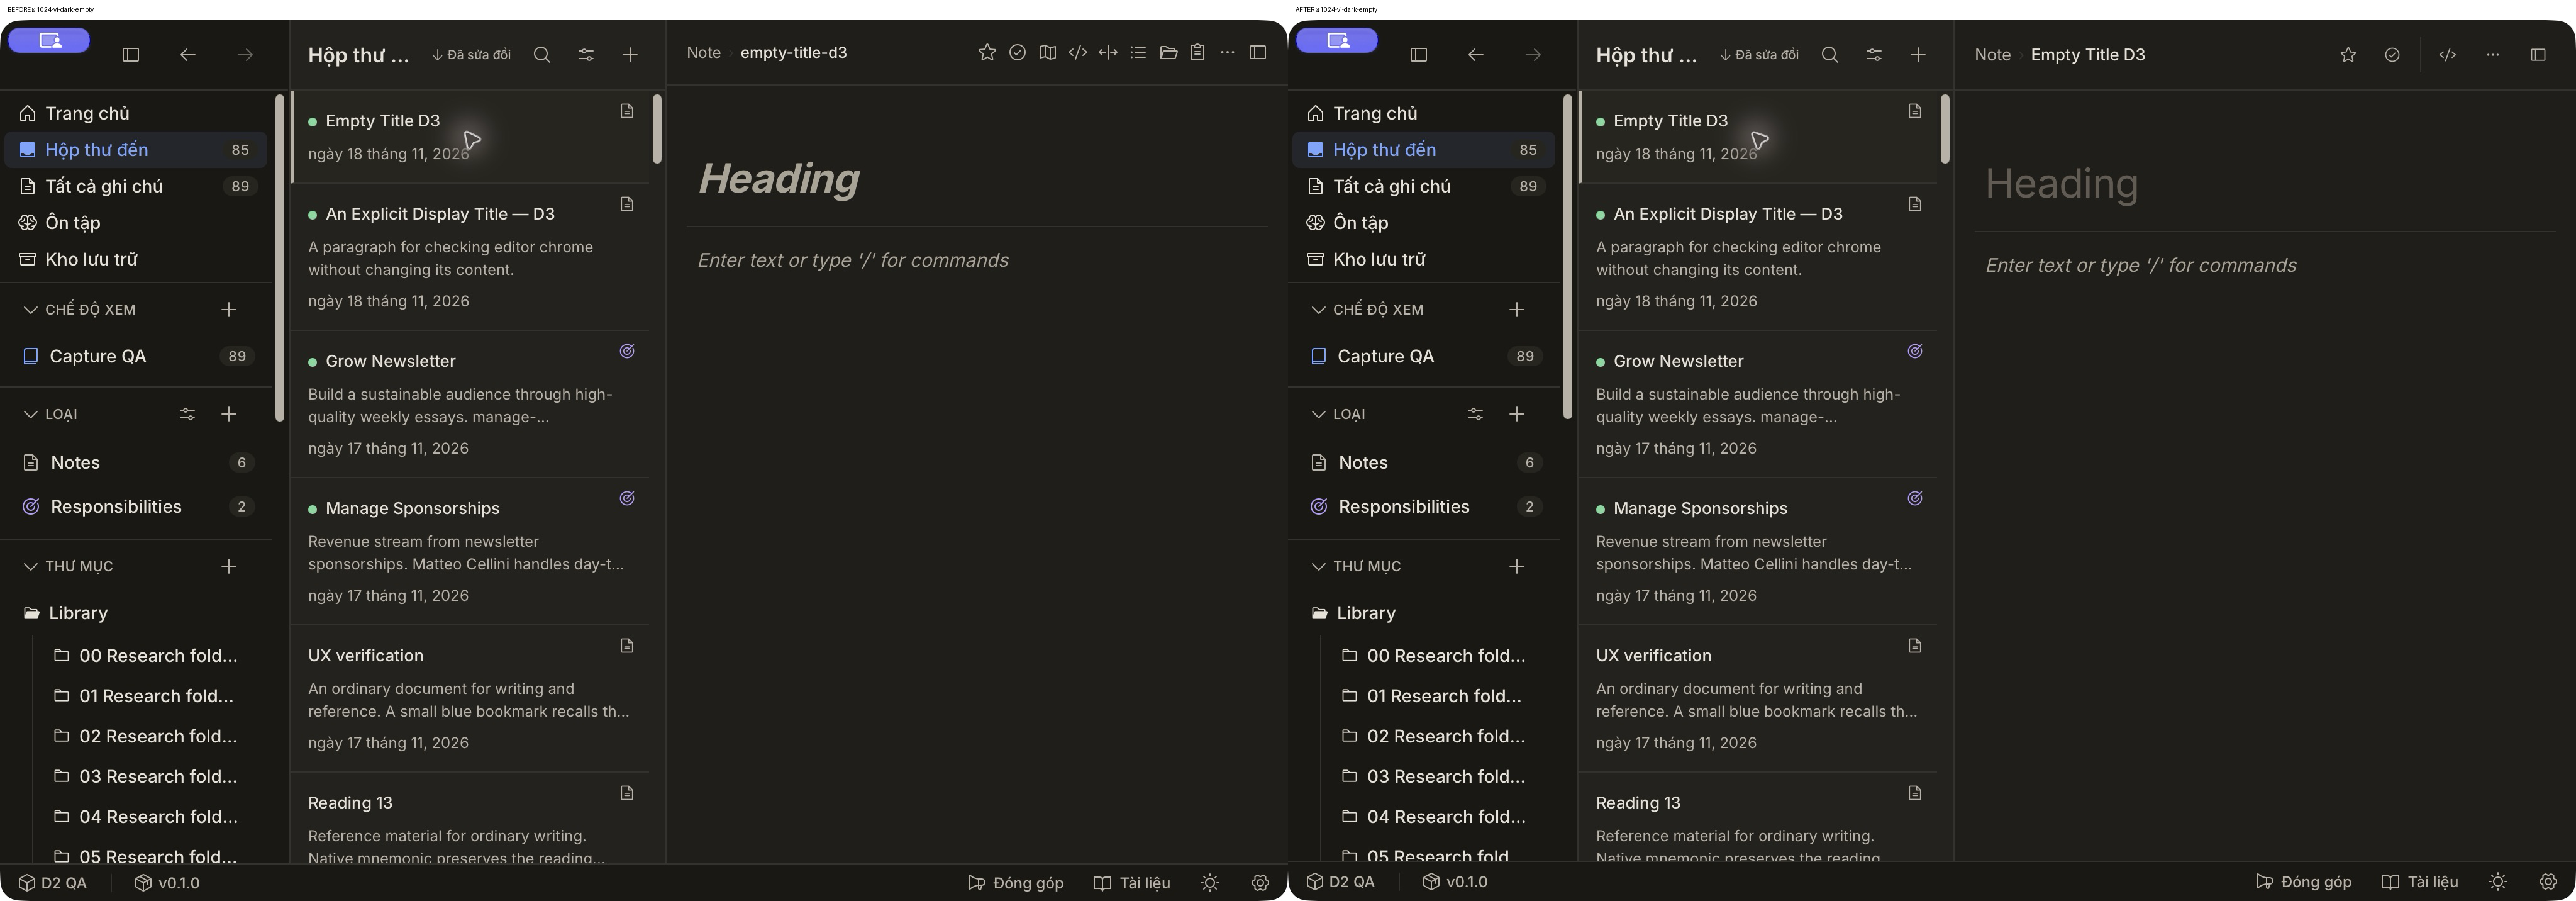 BEFORE 1024-vi-dark-empty
Hộp thư ...
Đã sửa đổi
Note › empty-title-d3
Trang chủ
Hộp thư đến 85
Tất cả ghi chú 89
Ôn tập
Kho lưu trữ
CHẾ ĐỘ XEM
Capture QA 89
LOẠI
Notes 6
Responsibilities 2
THƯ MỤC
Library
00 Research fold...
01 Research fold...
02 Research fold...
03 Research fold...
04 Research fold...
05 Research fold...
Empty Title D3
ngày 18 tháng 11, 2026
An Explicit Display Title — D3
A paragraph for checking editor chrome
without changing its content.
ngày 18 tháng 11, 2026
Grow Newsletter
Build a sustainable audience through high-
quality weekly essays. manage-...
ngày 17 tháng 11, 2026
Manage Sponsorships
Revenue stream from newsletter
sponsorships. Matteo Cellini handles day-t...
ngày 17 tháng 11, 2026
UX verification
An ordinary document for writing and
reference. A small blue bookmark recalls th...
ngày 17 tháng 11, 2026
Reading 13
Reference material for ordinary writing.
Native mnemonic preserves the reading...
Heading
Enter text or type '/' for commands
D2 QA
v0.1.0
Đóng góp
Tài liệu
AFTER 1024-vi-dark-empty
Hộp thư ...
Đã sửa đổi
Note › Empty Title D3
Trang chủ
Hộp thư đến 85
Tất cả ghi chú 89
Ôn tập
Kho lưu trữ
CHẾ ĐỘ XEM
Capture QA 89
LOẠI
Notes 6
Responsibilities 2
THƯ MỤC
Library
00 Research fold...
01 Research fold...
02 Research fold...
03 Research fold...
04 Research fold...
05 Research fold
Empty Title D3
ngày 18 tháng 11, 2026
An Explicit Display Title — D3
A paragraph for checking editor chrome
without changing its content.
ngày 18 tháng 11, 2026
Grow Newsletter
Build a sustainable audience through high-
quality weekly essays. manage-...
ngày 17 tháng 11, 2026
Manage Sponsorships
Revenue stream from newsletter
sponsorships. Matteo Cellini handles day-t...
ngày 17 tháng 11, 2026
UX verification
An ordinary document for writing and
reference. A small blue bookmark recalls th...
ngày 17 tháng 11, 2026
Reading 13
Reference material for ordinary writing.
Native mnemonic preserves the reading
Heading
Enter text or type '/' for commands
D2 QA
v0.1.0
Đóng góp
Tài liệu